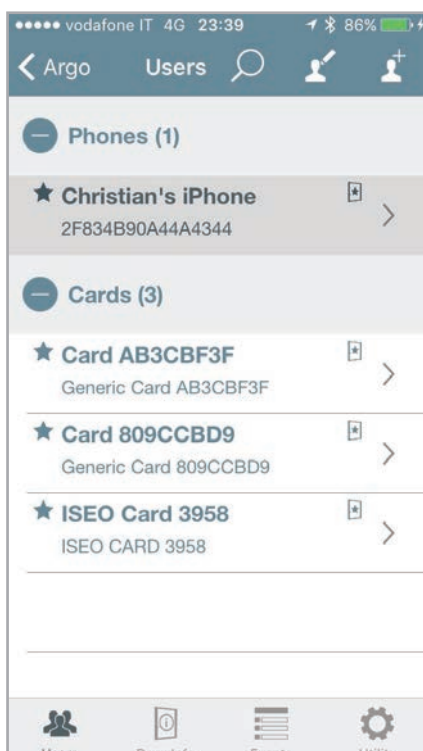 vodafone IT 4G 23:39 86%
Argo Users
Phones (1)
Christian's iPhone
2F834B90A44A4344
Cards (3)
Card AB3CBF3F
Generic Card AB3CBF3F
Card 809CCBD9
Generic Card 809CCBD9
ISEO Card 3958
ISEO CARD 3958